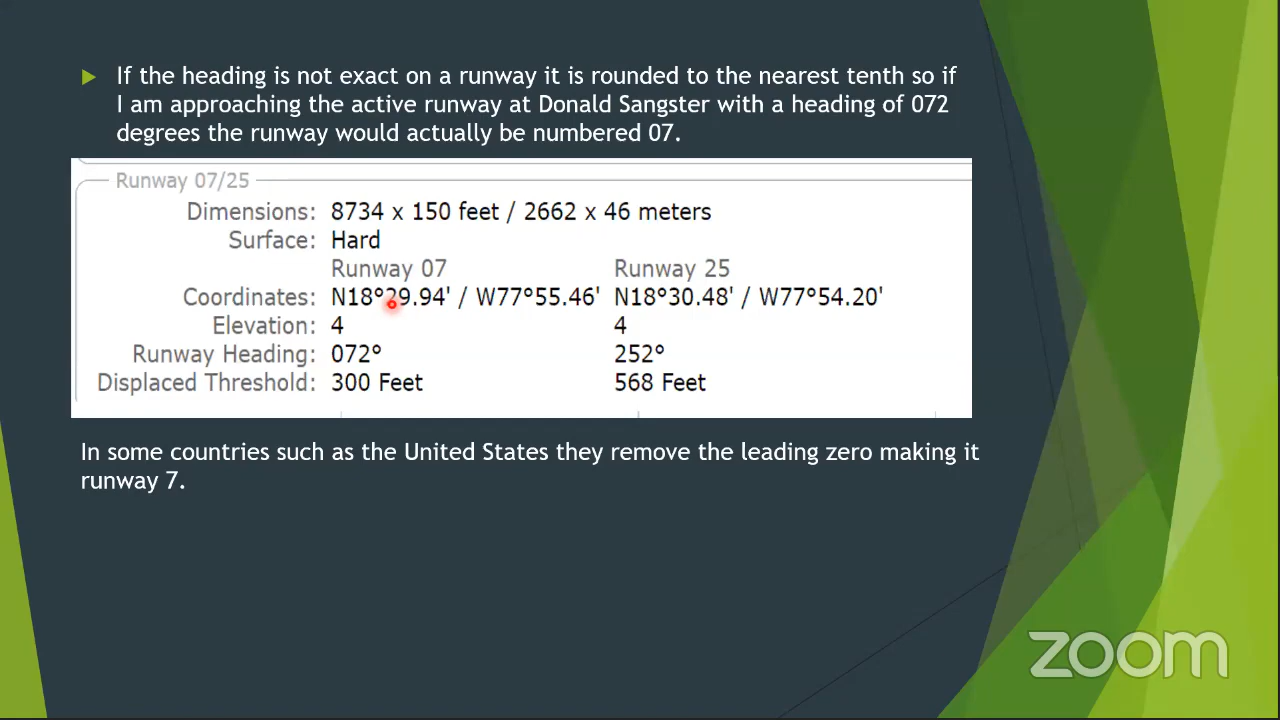 If the heading is not exact on a runway it is rounded to the nearest tenth so if
I am approaching the active runway at Donald Sangster with a heading of 072
degrees the runway would actually be numbered 07.
Runway 07/25
Dimensions: 8734 x 150 feet / 2662 x 46 meters
Surface: Hard
Runway 07 Runway 25
Coordinates: N18°29.94' / W77°55.46' N18°30.48' / W77°54.20'
Elevation: 4 4
Runway Heading: 072° 252°
Displaced Threshold: 300 Feet 568 Feet
In some countries such as the United States they remove the leading zero making it
runway 7.
zoom